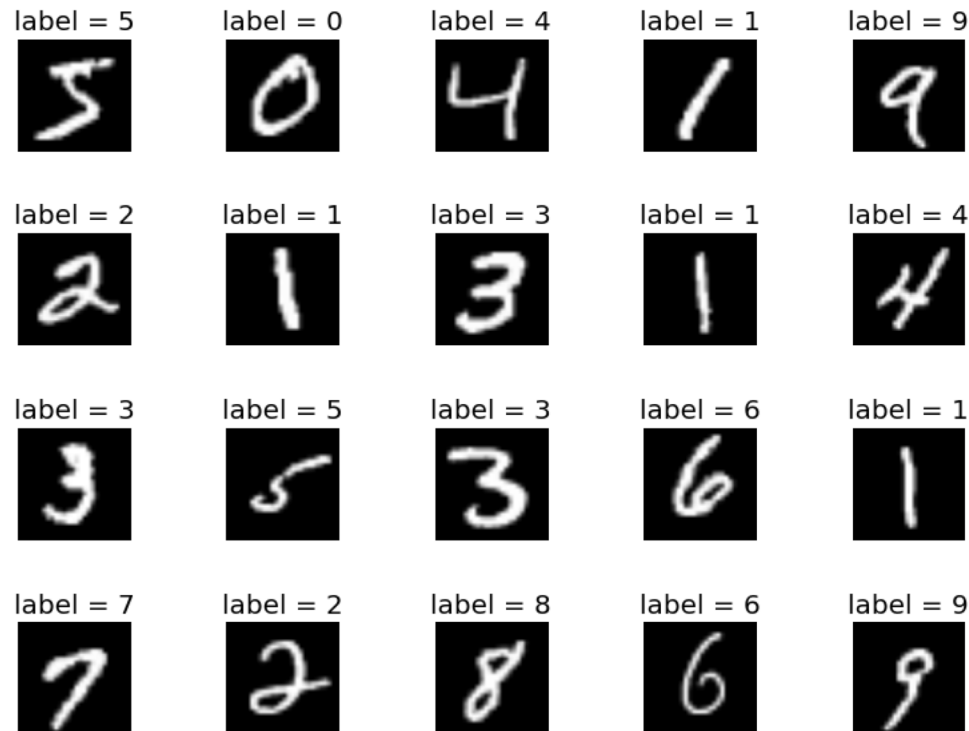 label = 5 label = 0 label = 4 label = 1 label = 9
5 0 4 1 9
label = 2 label = 1 label = 3 label = 1 label = 4
2 1 3 1 4
label = 3 label = 5 label = 3 label = 6 label = 1
3 5 3 6 1
label = 7 label = 2 label = 8 label = 6 label = 9
7 2 8 6 9